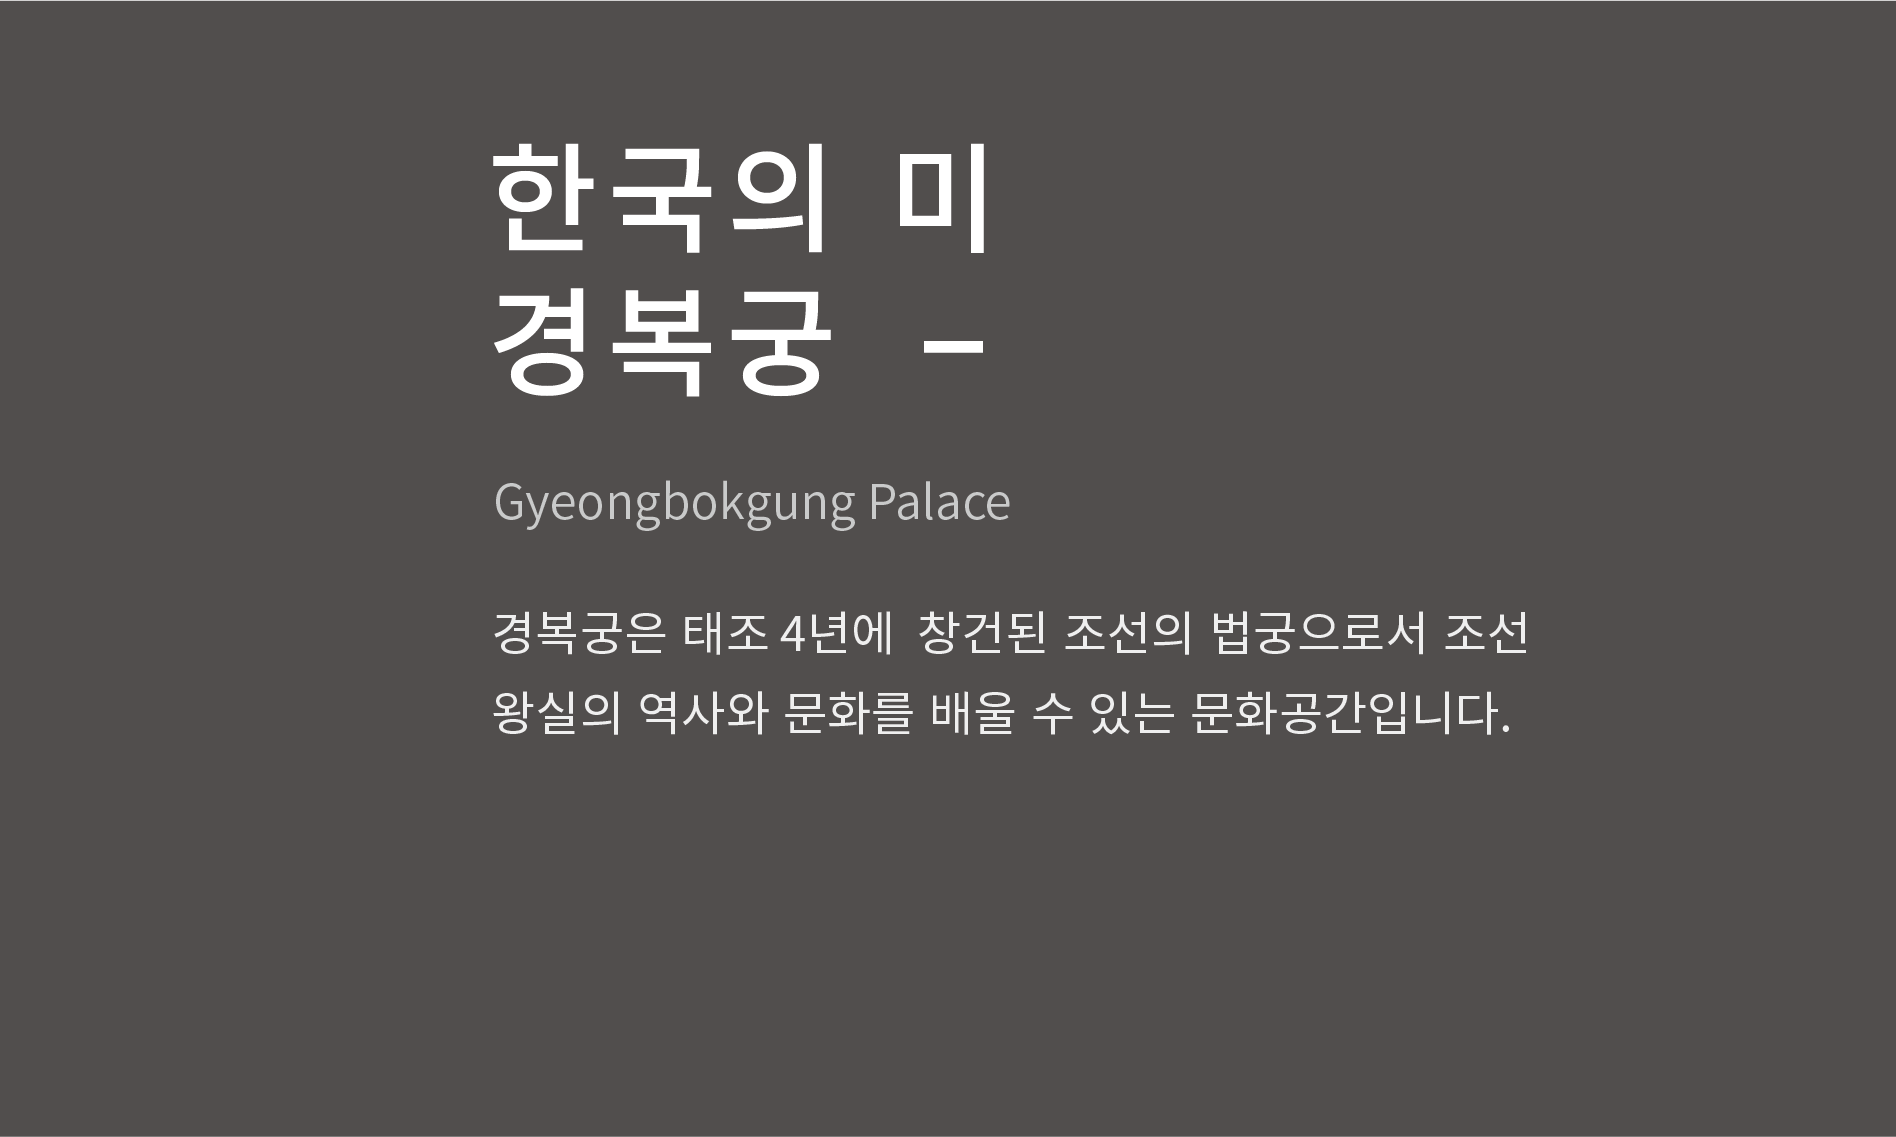 한국의 미
경복궁 –
Gyeongbokgung Palace
경복궁은 태조 4년에 창건된 조선의 법궁으로서 조선
왕실의 역사와 문화를 배울 수 있는 문화공간입니다.